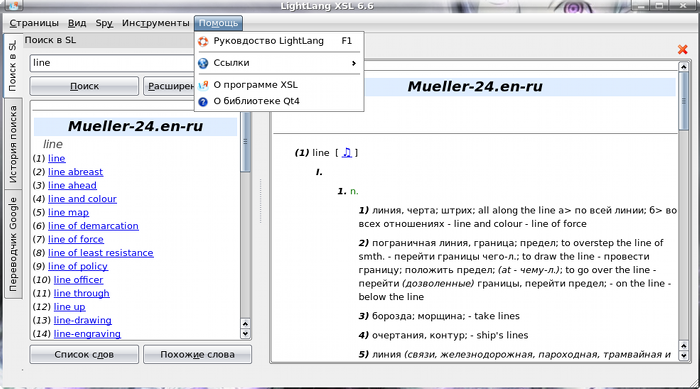 LightLang XSL 6.6
Страницы Вид Spy Инструменты Помощь
Руководство LightLang F1
Ссылки
О программе XSL
О библиотеке Qt4
Поиск в SL
История поиска
Переводчик Google
Поиск в SL
line
Поиск
Расширен
Mueller-24.en-ru
line
(1) line
(2) line abreast
(3) line ahead
(4) line and colour
(5) line map
(6) line of demarcation
(7) line of force
(8) line of least resistance
(9) line of policy
(10) line officer
(11) line through
(12) line up
(13) line-drawing
(14) line-engraving
Список слов
Похожие слова
Mueller-24.en-ru
(1) line [ ♫ ]
I.
1. n.
1) линия, черта; штрих; all along the line а> по всей линии; б> во
всех отношениях - line and colour - line of force
2) пограничная линия, граница; предел; to overstep the line of
smth. - перейти границы чего-л.; to draw the line - провести
границу; положить предел; (at - чему-л.); to go over the line -
перейти (дозволенные) границы, перейти предел; - on the line -
below the line
3) борозда; морщина; - take lines
4) очертания, контур; - ship's lines
5) линия (связи, железнодорожная, пароходная, трамвайная и